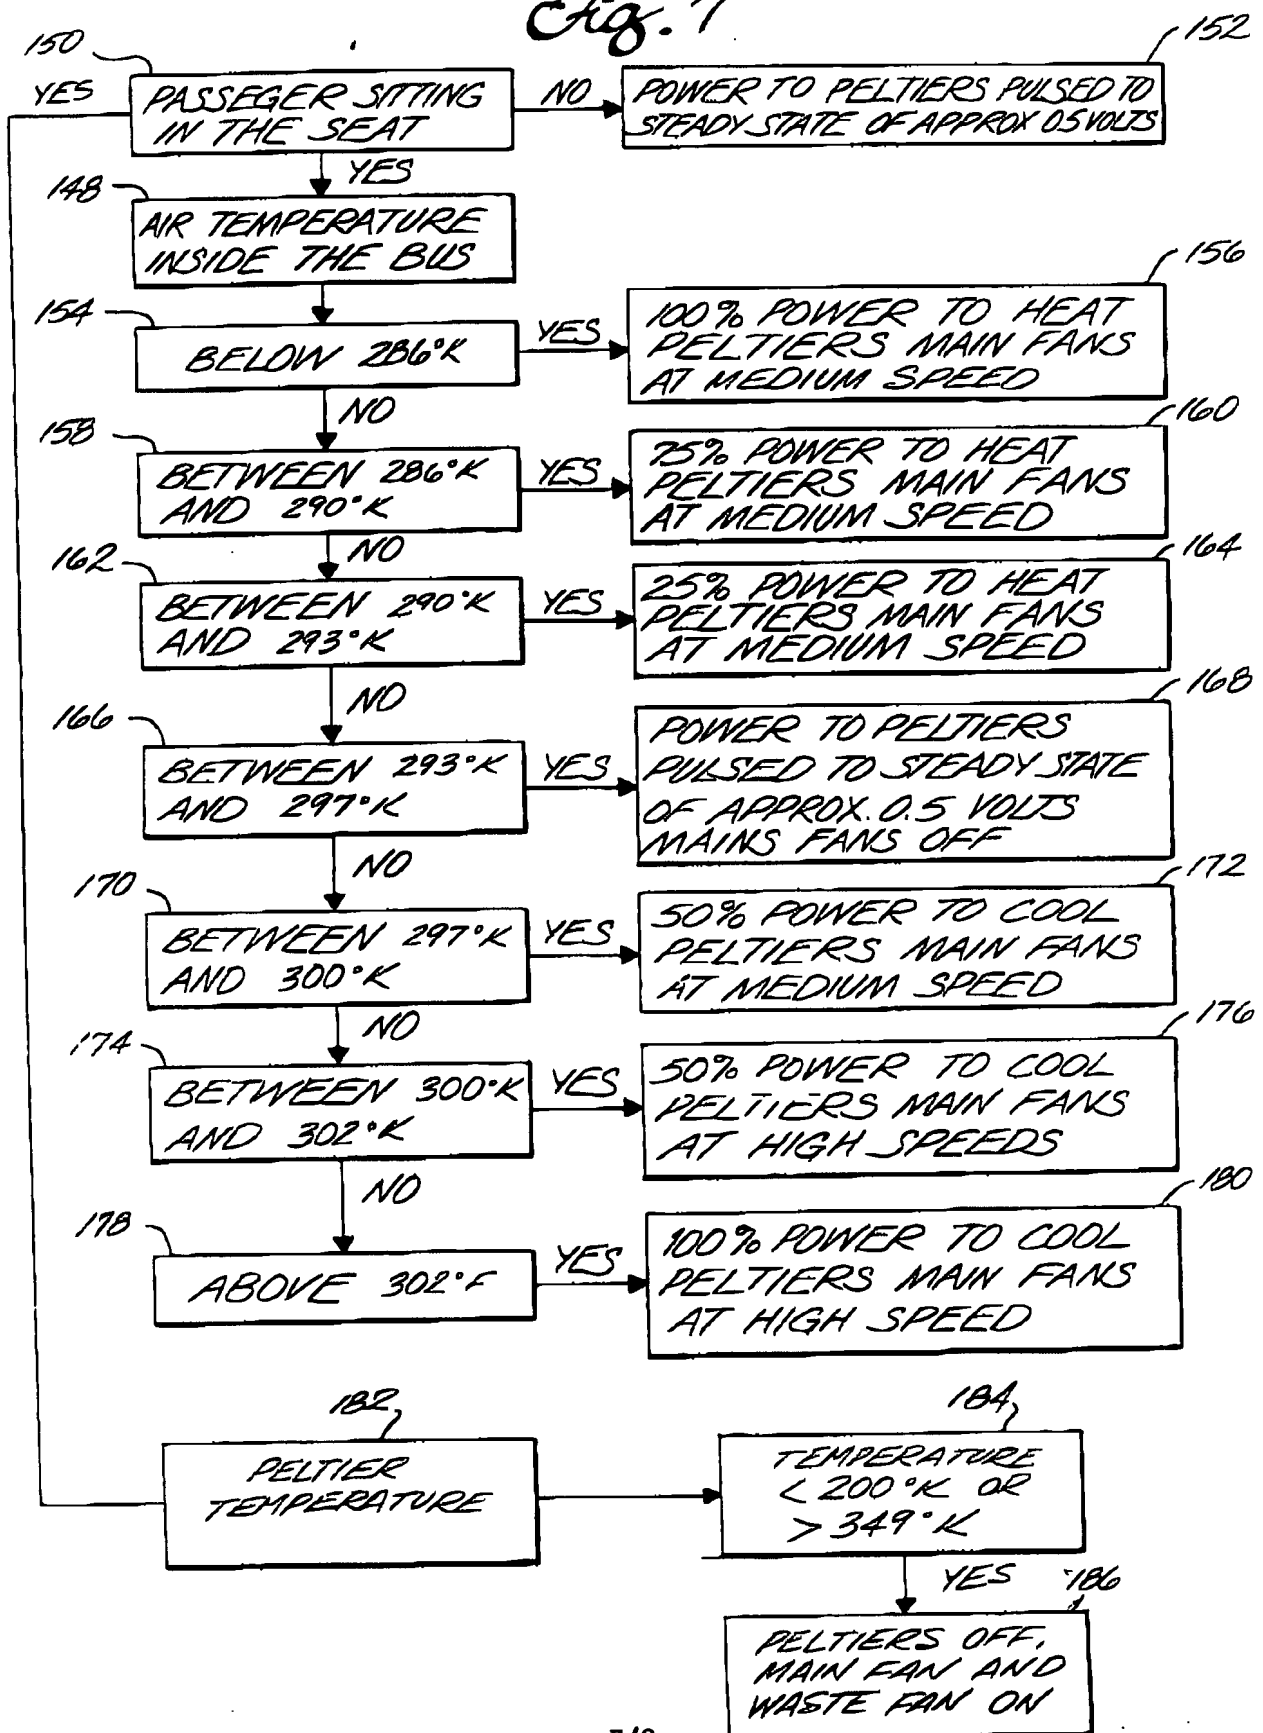 Fig. 7
150
152
YES
PASSEGER SITTING
IN THE SEAT
NO
POWER TO PELTIERS PULSED TO
STEADY STATE OF APPROX 0.5 VOLTS
YES
148
AIR TEMPERATURE
INSIDE THE BUS
154
BELOW 286°K
YES
156
100% POWER TO HEAT
PELTIERS MAIN FANS
AT MEDIUM SPEED
NO
158
BETWEEN 286°K
AND 290°K
YES
160
75% POWER TO HEAT
PELTIERS MAIN FANS
AT MEDIUM SPEED
NO
162
BETWEEN 290°K
AND 293°K
YES
164
25% POWER TO HEAT
PELTIERS MAIN FANS
AT MEDIUM SPEED
NO
166
BETWEEN 293°K
AND 297°K
YES
168
POWER TO PELTIERS
PULSED TO STEADY STATE
OF APPROX. 0.5 VOLTS
MAINS FANS OFF
NO
170
BETWEEN 297°K
AND 300°K
YES
172
50% POWER TO COOL
PELTIERS MAIN FANS
AT MEDIUM SPEED
NO
174
BETWEEN 300°K
AND 302°K
YES
176
50% POWER TO COOL
PELTIERS MAIN FANS
AT HIGH SPEEDS
NO
178
ABOVE 302°F
YES
180
100% POWER TO COOL
PELTIERS MAIN FANS
AT HIGH SPEED
182
PELTIER
TEMPERATURE
184
TEMPERATURE
< 200°K OR
> 349°K
YES
186
PELTIERS OFF,
MAIN FAN AND
WASTE FAN ON